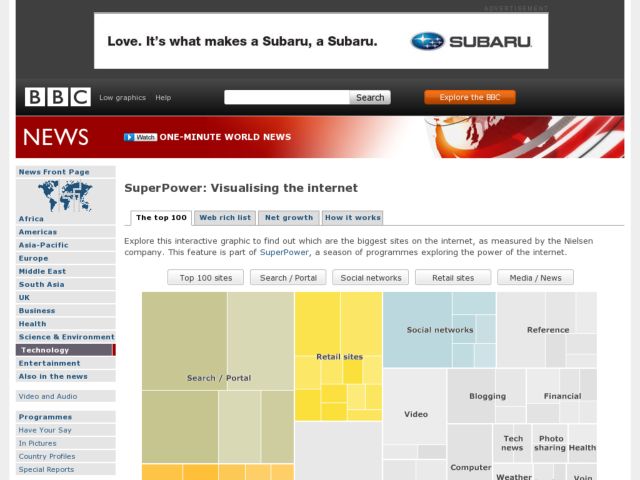 ADVERTISEMENT
Love. It's what makes a Subaru, a Subaru.
SUBARU
BBC
Low graphics Help
Search
Explore the BBC
NEWS
Watch ONE-MINUTE WORLD NEWS
News Front Page
Africa
Americas
Asia-Pacific
Europe
Middle East
South Asia
UK
Business
Health
Science & Environment
Technology
Entertainment
Also in the news
Video and Audio
Programmes
Have Your Say
In Pictures
Country Profiles
Special Reports
SuperPower: Visualising the internet
The top 100 Web rich list Net growth How it works
Explore this interactive graphic to find out which are the biggest sites on the internet, as measured by the Nielsen
company. This feature is part of SuperPower, a season of programmes exploring the power of the internet.
Top 100 sites Search / Portal Social networks Retail sites Media / News
Search / Portal
Retail sites
Social networks
Reference
Video
Blogging
Financial
Tech
news
Photo
sharing
Health
Computer
Weather
Voip